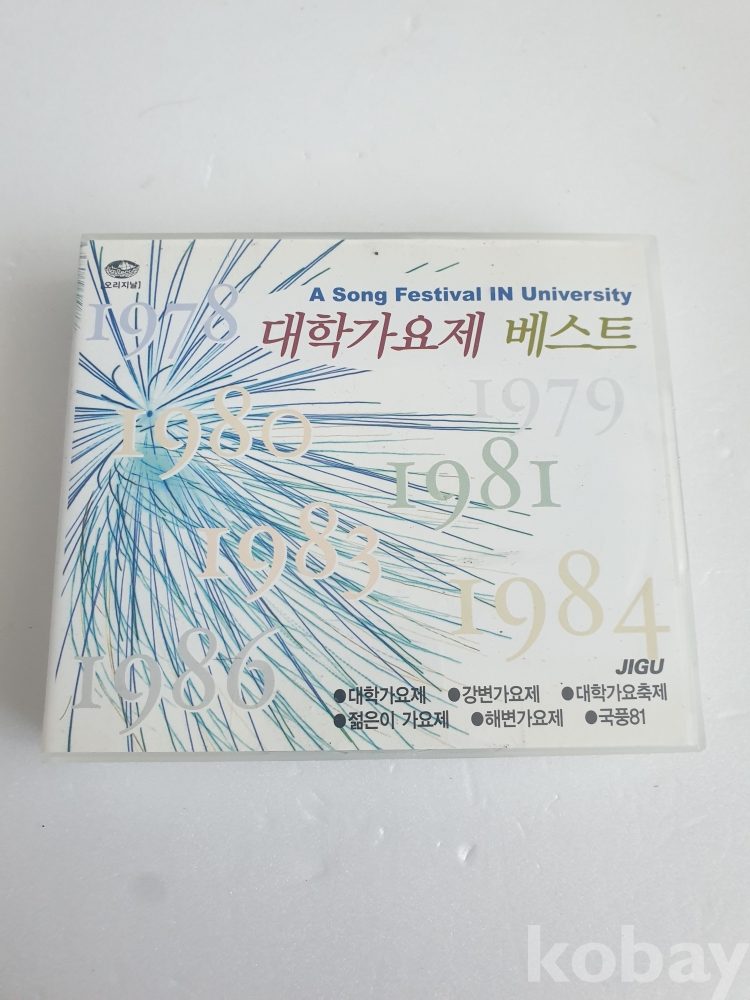 [오리지날]
A Song Festival IN University
1978
대학가요제 베스트
1979
1980
1981
1983
1984
1986
JIGU
●대학가요제 ●강변가요제 ●대학가요축제
●젊은이 가요제 ●해변가요제 ●국풍81
kobay